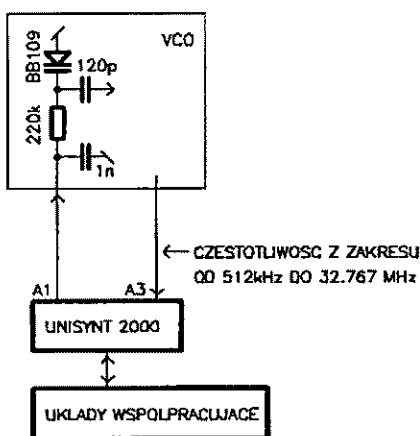 VCO
BB109
120p
220k
1n
CZESTOTLIWOSC Z ZAKRESU
OD 512kHz DO 32.767 MHz
A1
A3
UNISYNT 2000
UKLADY WSPOLPRACUJACE